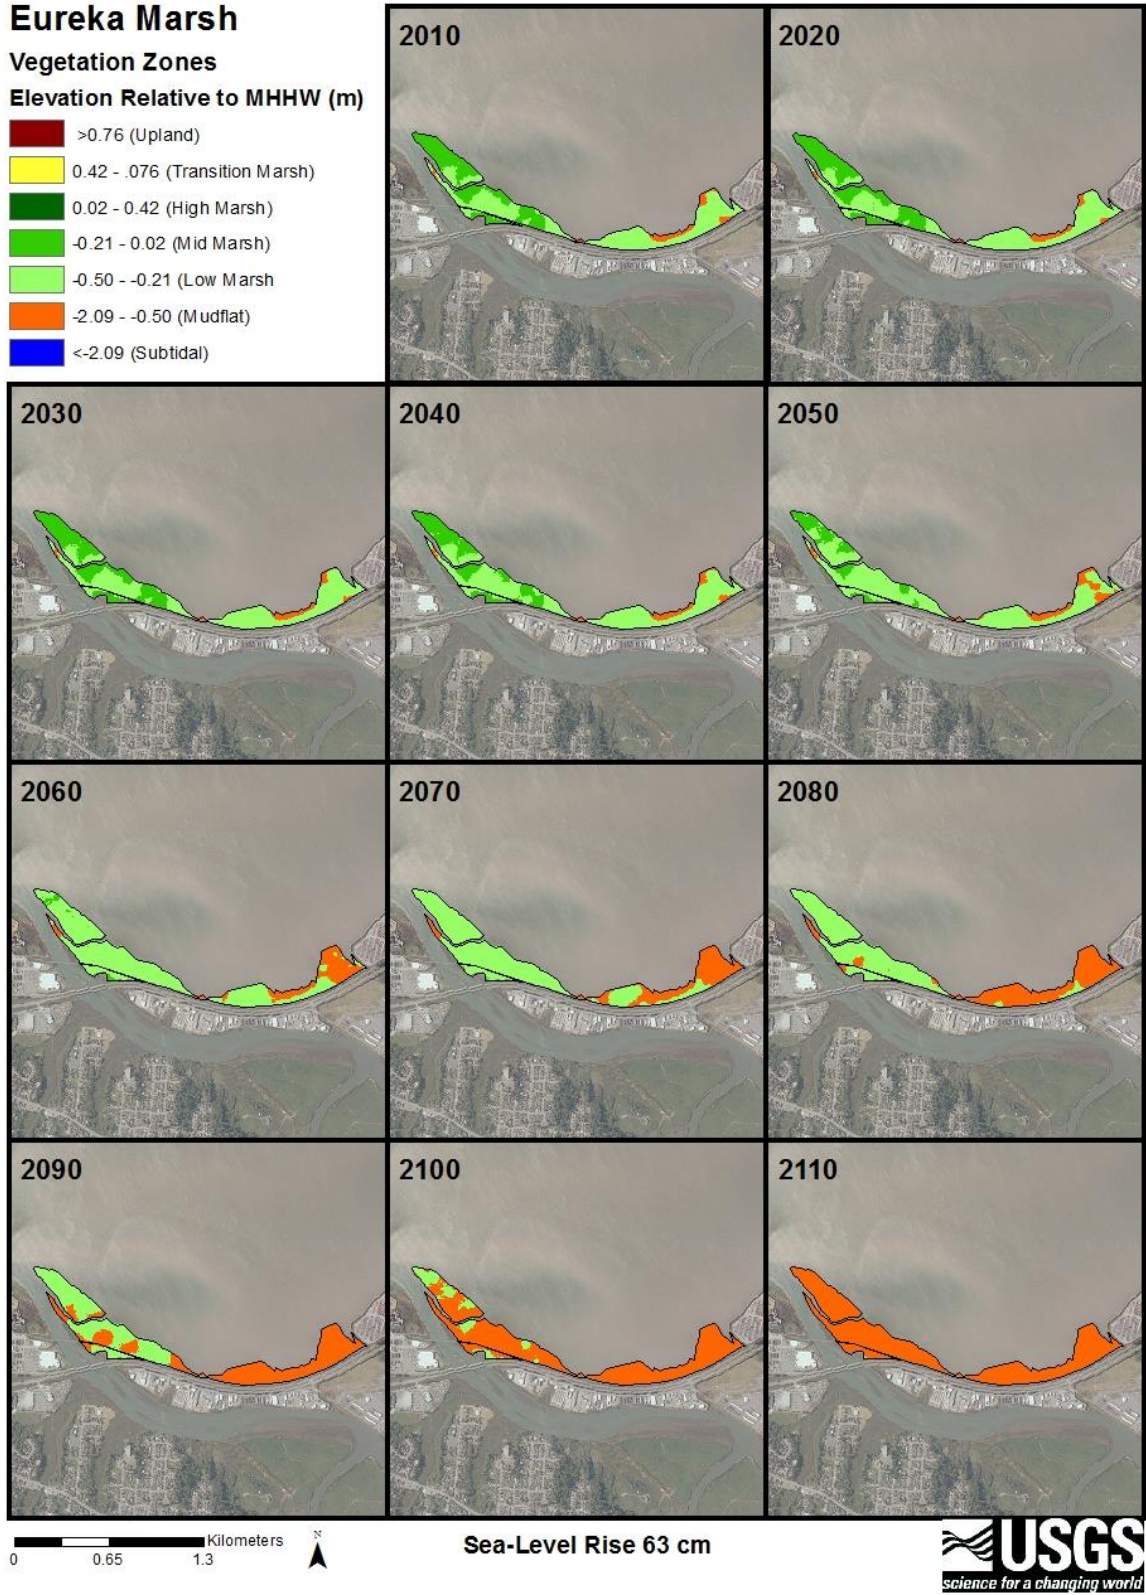 Eureka Marsh
Vegetation Zones
Elevation Relative to MHHW (m)
>0.76 (Upland)
0.42 - .076 (Transition Marsh)
0.02 - 0.42 (High Marsh)
-0.21 - 0.02 (Mid Marsh)
-0.50 - -0.21 (Low Marsh
-2.09 - -0.50 (Mudflat)
<-2.09 (Subtidal)
2010
2020
2030
2040
2050
2060
2070
2080
2090
2100
2110
Kilometers
0 0.65 1.3
N
Sea-Level Rise 63 cm
USGS
science for a changing world